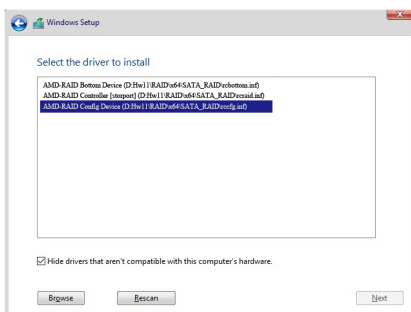 Windows Setup
Select the driver to install
AMD-RAID Bottom Device (D:Hw11\RAID\x64\SATA_RAID\rcbottom.inf)
AMD-RAID Controller [storport] (D:Hw11\RAID\x64\SATA_RAID\rcraid.inf)
AMD-RAID Config Device (D:Hw11\RAID\x64\SATA_RAID\rccfg.inf)
Hide drivers that aren't compatible with this computer's hardware.
Browse
Rescan
Next